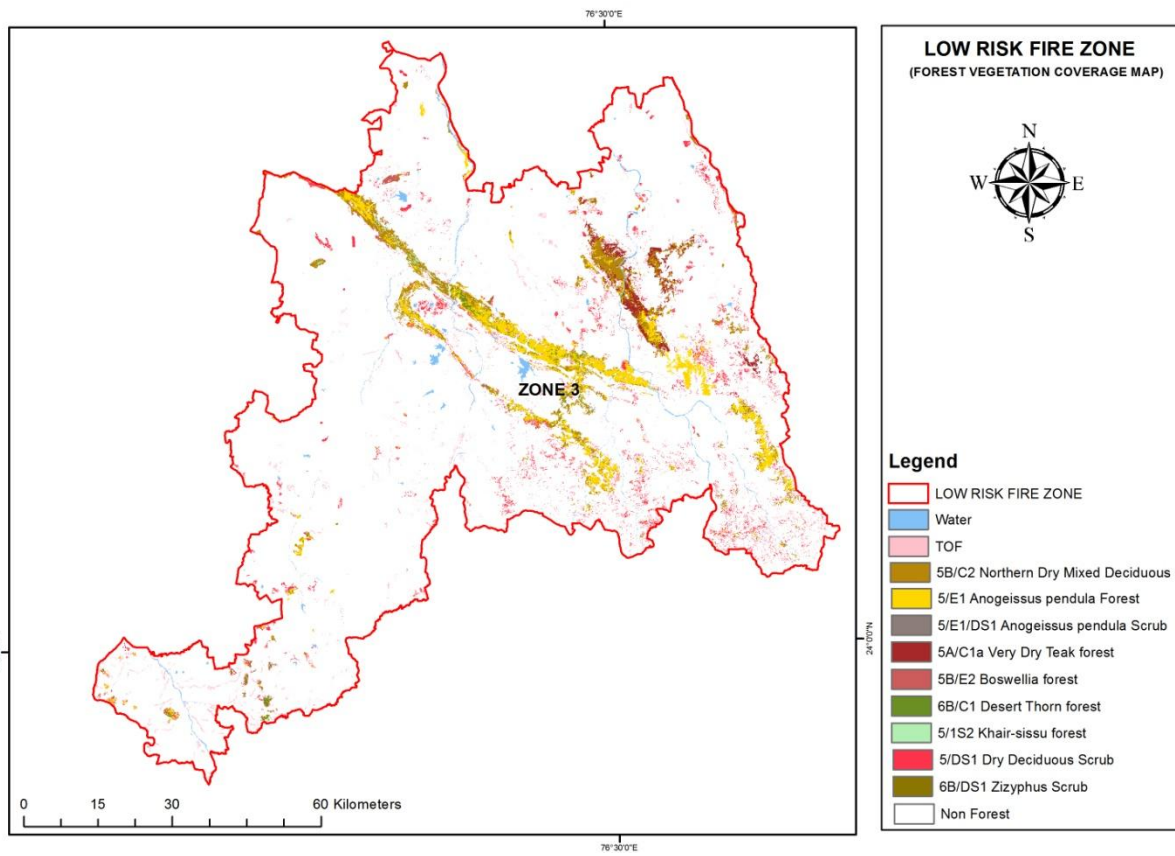 76°30'0"E
LOW RISK FIRE ZONE
(FOREST VEGETATION COVERAGE MAP)
N
W E
S
ZONE 3
Legend
LOW RISK FIRE ZONE
Water
TOF
5B/C2 Northern Dry Mixed Deciduous
5/E1 Anogeissus pendula Forest
5/E1/DS1 Anogeissus pendula Scrub
5A/C1a Very Dry Teak forest
5B/E2 Boswellia forest
6B/C1 Desert Thorn forest
5/1S2 Khair-sissu forest
5/DS1 Dry Deciduous Scrub
6B/DS1 Zizyphus Scrub
Non Forest
24°0'0"N
0 15 30 60 Kilometers
76°30'0"E